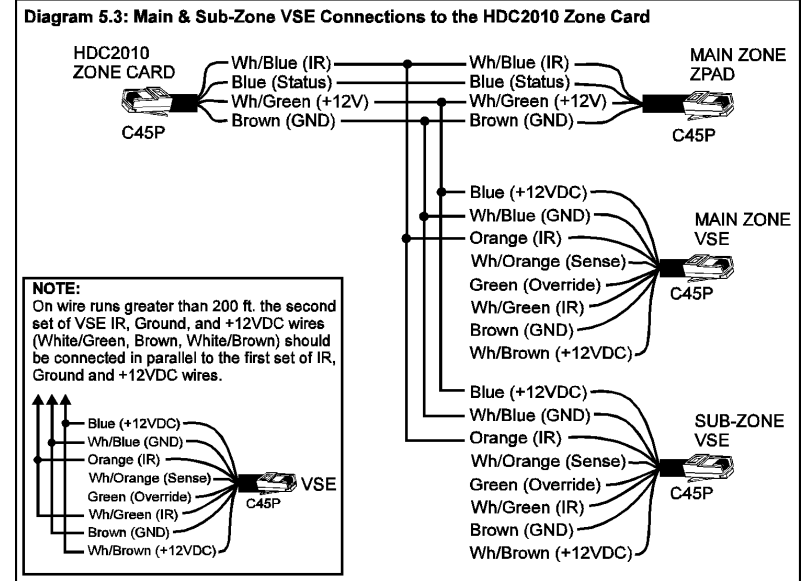 Diagram 5.3: Main & Sub-Zone VSE Connections to the HDC2010 Zone Card
HDC2010
ZONE CARD
C45P
Wh/Blue (IR)
Blue (Status)
Wh/Green (+12V)
Brown (GND)
Wh/Blue (IR)
Blue (Status)
Wh/Green (+12V)
Brown (GND)
MAIN ZONE
ZPAD
C45P
Blue (+12VDC)
Wh/Blue (GND)
Orange (IR)
Wh/Orange (Sense)
Green (Override)
Wh/Green (IR)
Brown (GND)
Wh/Brown (+12VDC)
MAIN ZONE
VSE
C45P
Blue (+12VDC)
Wh/Blue (GND)
Orange (IR)
Wh/Orange (Sense)
Green (Override)
Wh/Green (IR)
Brown (GND)
Wh/Brown (+12VDC)
SUB-ZONE
VSE
C45P
NOTE:
On wire runs greater than 200 ft. the second
set of VSE IR, Ground, and +12VDC wires
(White/Green, Brown, White/Brown) should
be connected in parallel to the first set of IR,
Ground and +12VDC wires.
Blue (+12VDC)
Wh/Blue (GND)
Orange (IR)
Wh/Orange (Sense)
Green (Override)
Wh/Green (IR)
Brown (GND)
Wh/Brown (+12VDC)
VSE
C45P